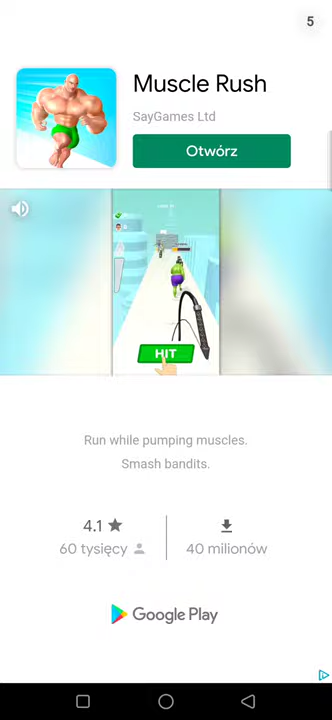 5
Muscle Rush
SayGames Ltd
Otwórz
HIT
Run while pumping muscles.
Smash bandits.
4.1
60 tysięcy
40 milionów
Google Play